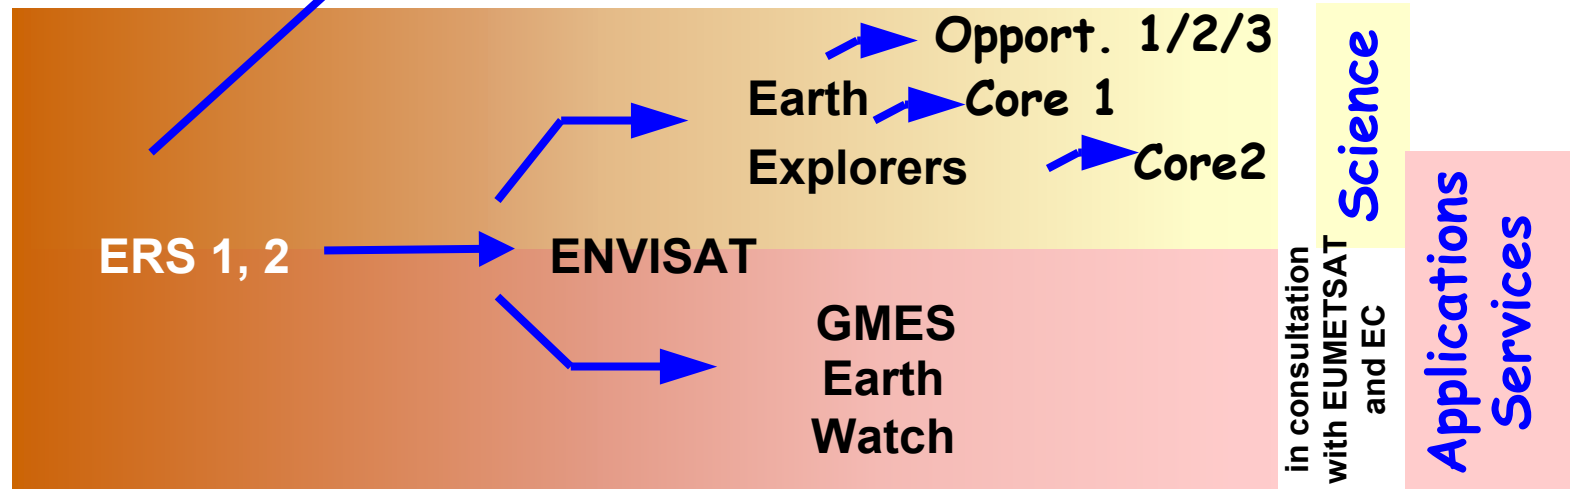 Opport. 1/2/3
Earth
Core 1
Explorers
Core2
ERS 1, 2
ENVISAT
GMES
Earth
Watch
in consultation
with EUMETSAT
and EC
Science
Applications
Services